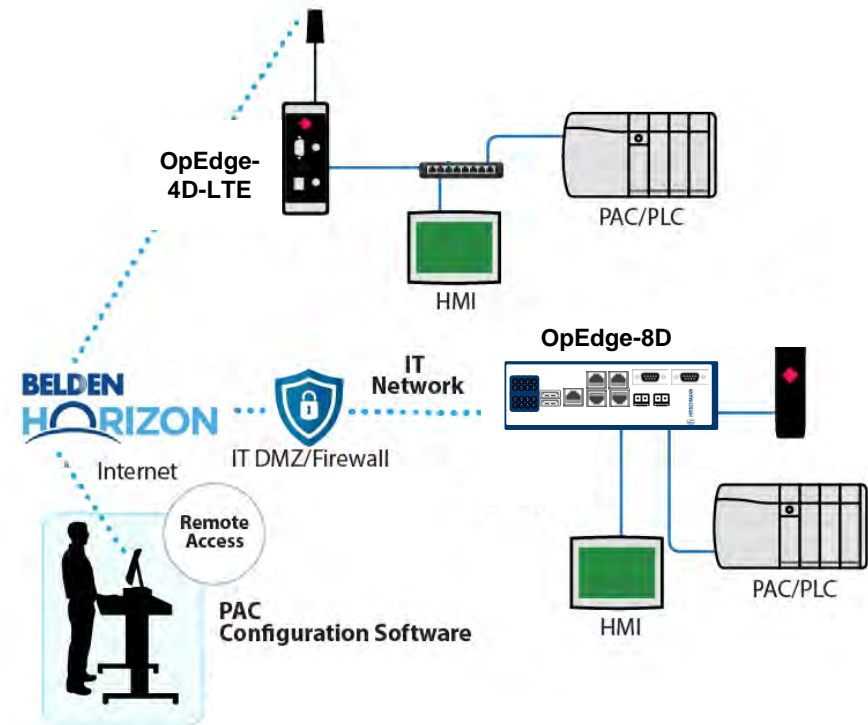 OpEdge-
4D-LTE
PAC/PLC
HMI
OpEdge-8D
IT
Network
BELDEN
HORIZON
IT DMZ/Firewall
Internet
HIRSCHMANN
Remote
Access
PAC
Configuration Software
HMI
PAC/PLC